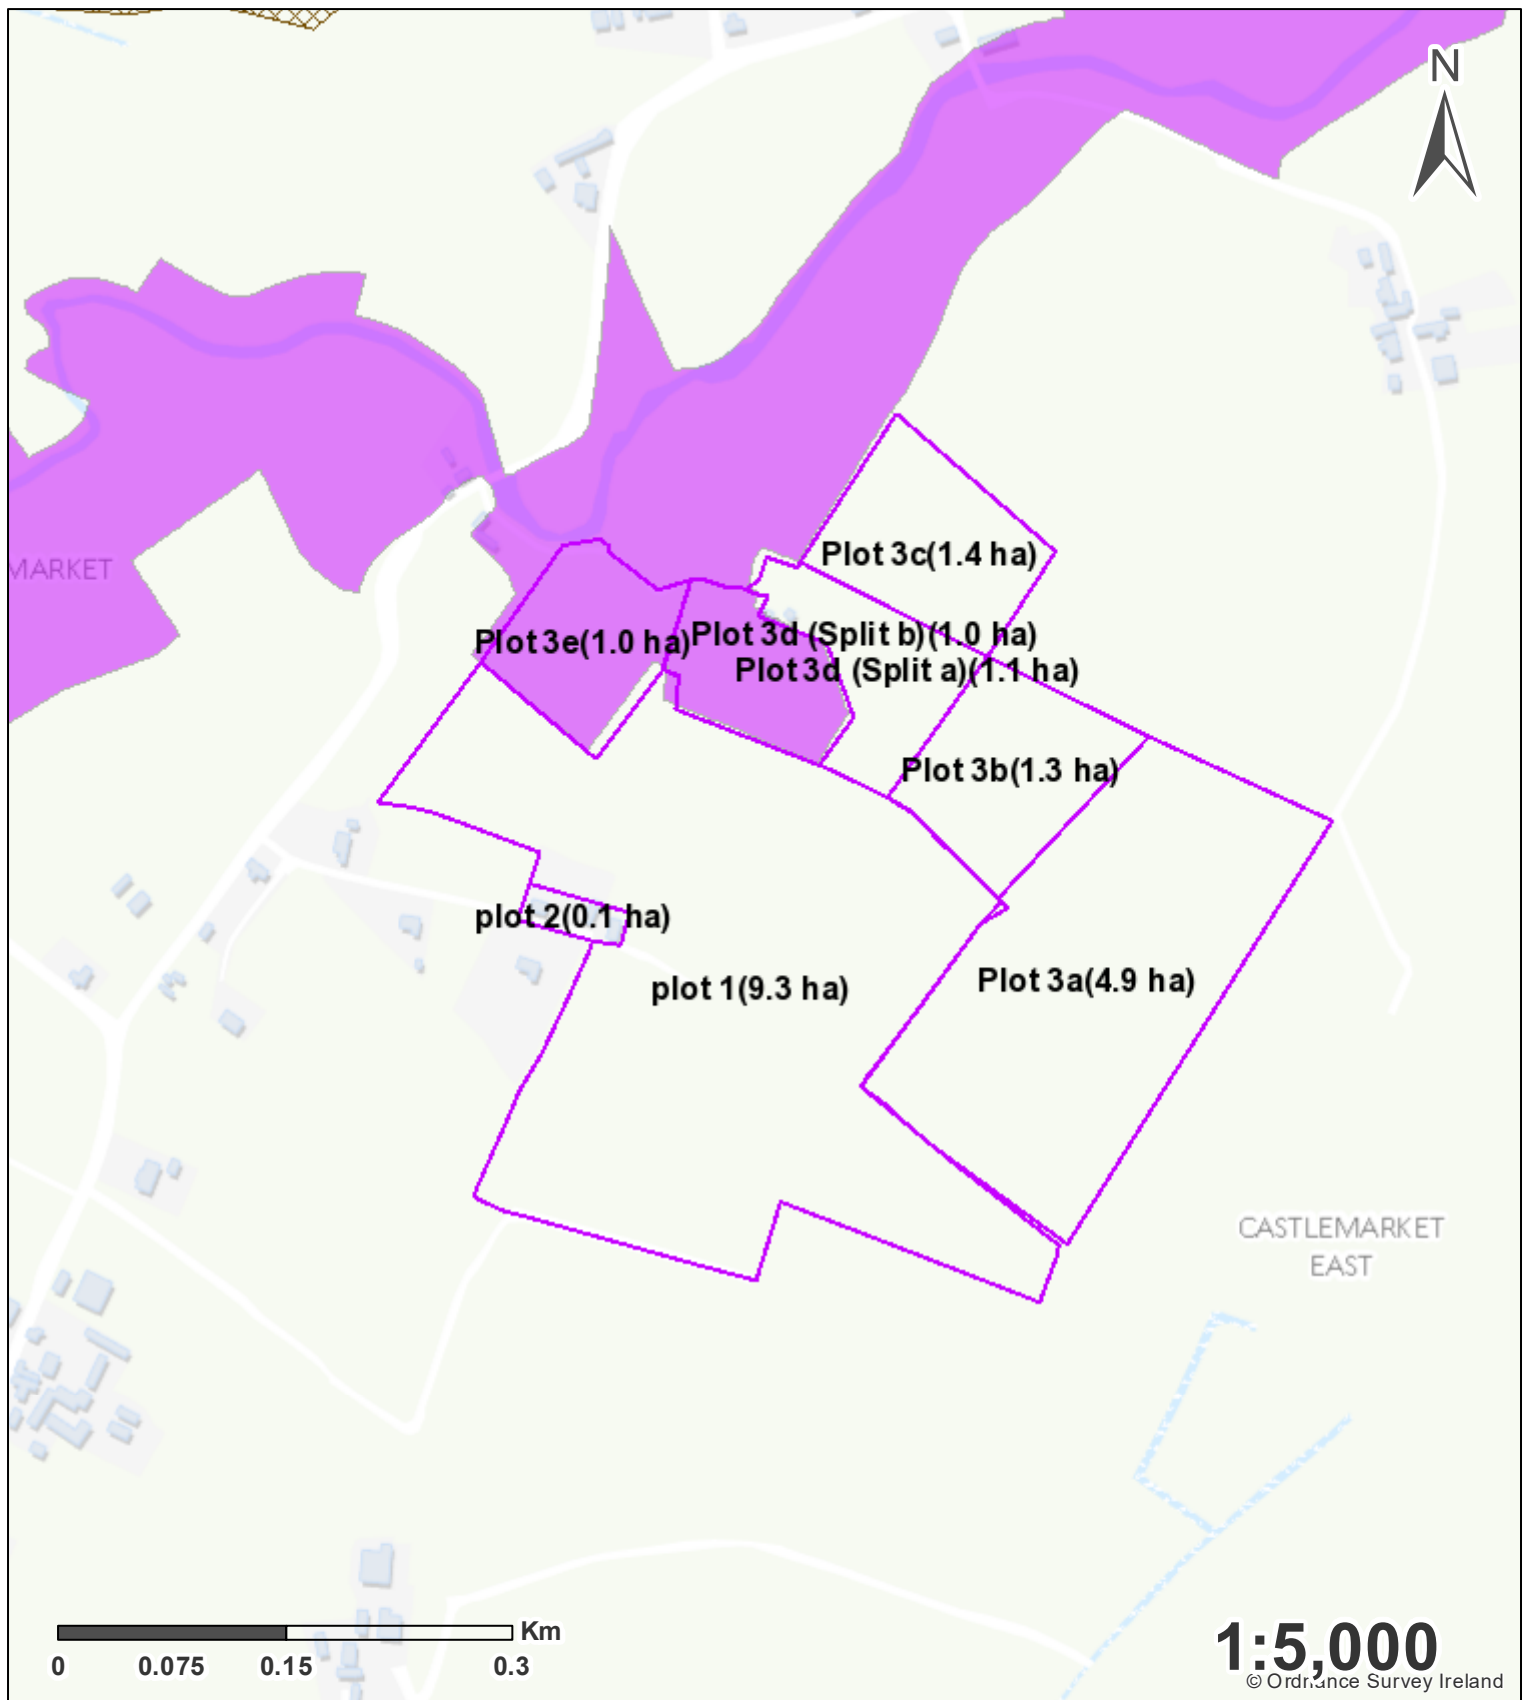 N
MARKET
Plot 3c(1.4 ha)
Plot 3e(1.0 ha)
Plot 3d (Split b)(1.0 ha)
Plot 3d (Split a)(1.1 ha)
Plot 3b(1.3 ha)
plot 2(0.1 ha)
plot 1(9.3 ha)
Plot 3a(4.9 ha)
CASTLEMARKET
EAST
Km
0 0.075 0.15 0.3
1:5,000
© Ordnance Survey Ireland